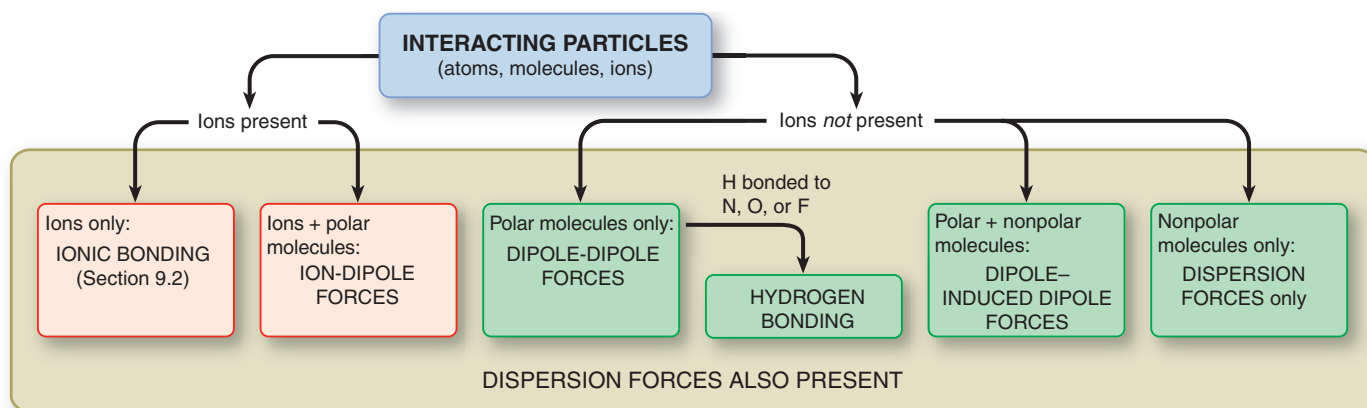 INTERACTING PARTICLES
(atoms, molecules, ions)
Ions present
Ions not present
Ions only:
IONIC BONDING
(Section 9.2)
Ions + polar
molecules:
ION-DIPOLE
FORCES
Polar molecules only:
DIPOLE-DIPOLE
FORCES
H bonded to
N, O, or F
HYDROGEN
BONDING
Polar + nonpolar
molecules:
DIPOLE–
INDUCED DIPOLE
FORCES
Nonpolar
molecules only:
DISPERSION
FORCES only
DISPERSION FORCES ALSO PRESENT